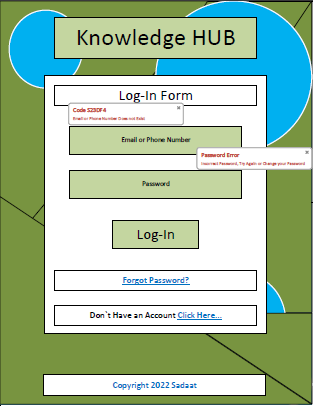 Knowledge HUB
Log-In Form
Code S23DF4
Email or Phone Number Does not Exist
Email or Phone Number
Password Error
Incorrect Password, Try Again or Change your Password
Password
Log-In
Forgot Password?
Don`t Have an Account Click Here...
Copyright 2022 Sadaat